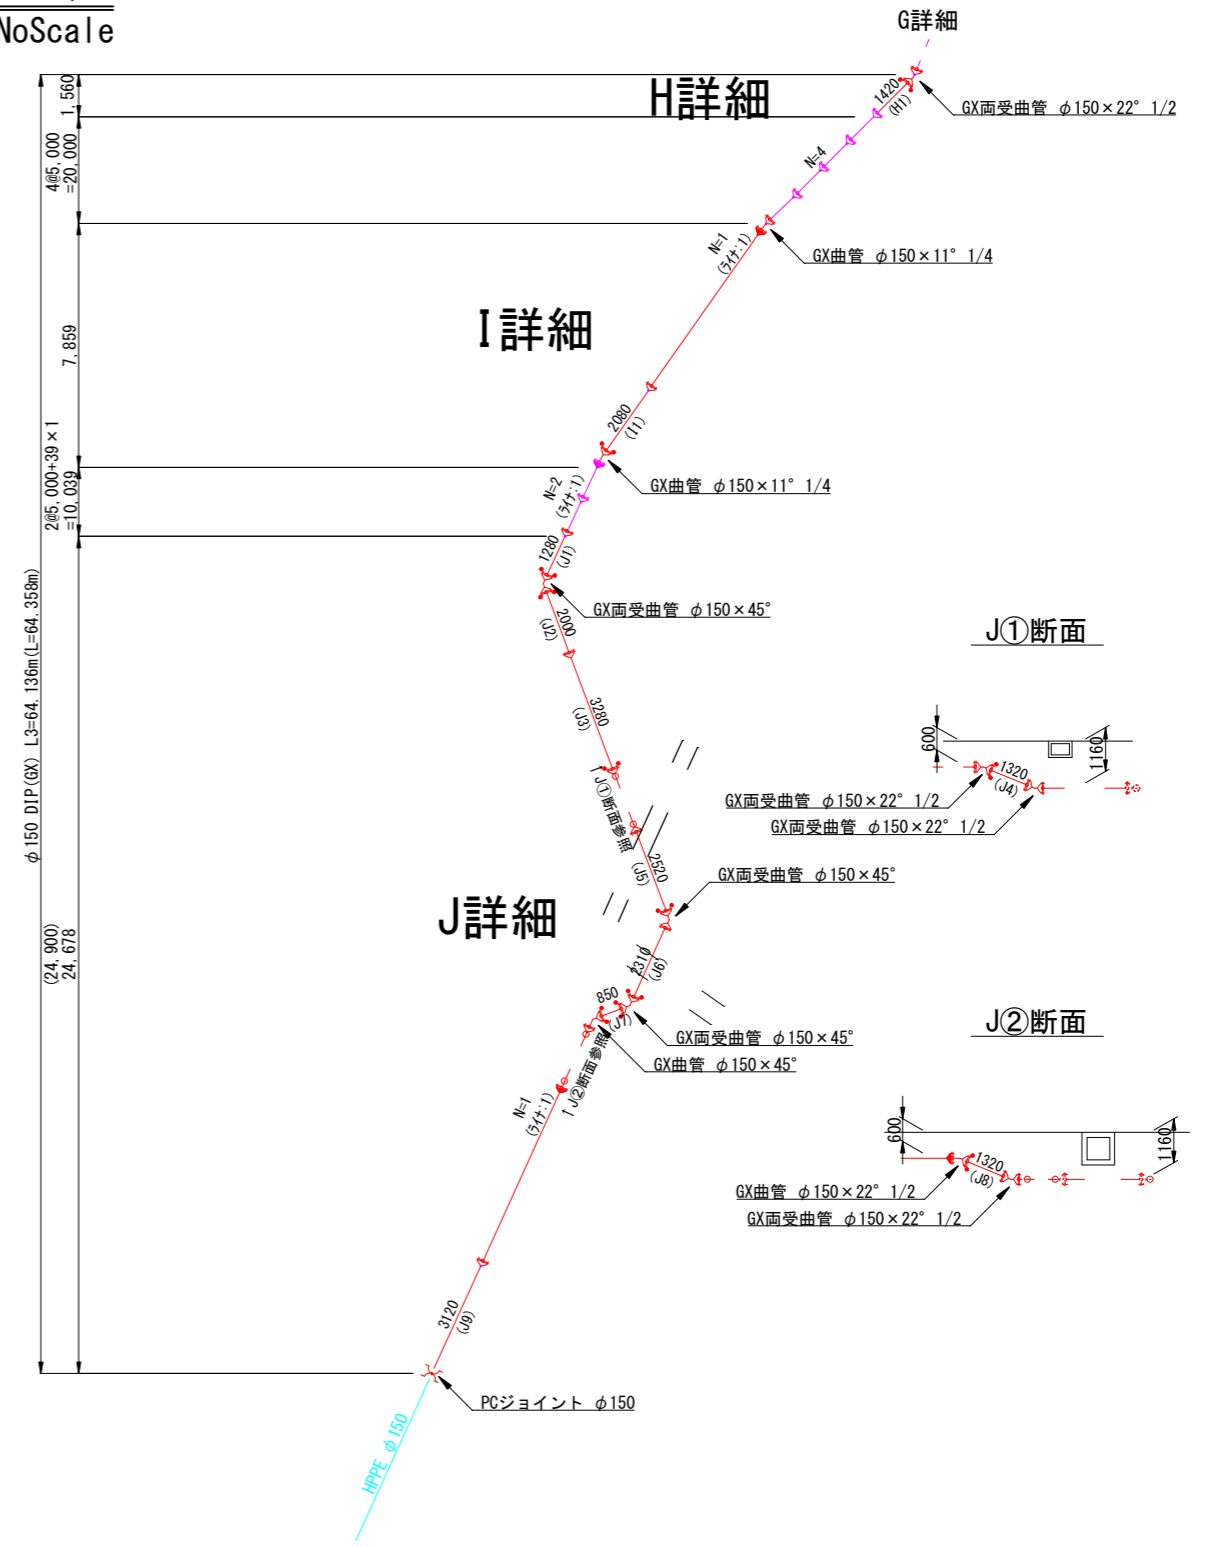 NoScale
G詳細
H詳細
1420
(H1)
GX両受曲管 φ150×22° 1/2
1,560
4@5,000
=20,000
N=4
N=1
(ライナ:1)
GX曲管 φ150×11° 1/4
I詳細
7,859
2080
(I1)
GX曲管 φ150×11° 1/4
2@5,000+39×1
=10,039
N=2
(ライナ:1)
1280
(J1)
GX両受曲管 φ150×45°
2000
(J2)
φ150 DIP(GX) L3=64.136m(L=64.358m)
3280
(J3)
↑J①断面参照
2520
(J5)
GX両受曲管 φ150×45°
J詳細
(24,900)
24,678
2310
(J6)
850
(J7)
GX両受曲管 φ150×45°
GX曲管 φ150×45°
↑J②断面参照
N=1
(ライナ:1)
3120
(J9)
PCジョイント φ150
HPPE φ150
J①断面
600
1160
1320
(J4)
GX両受曲管 φ150×22° 1/2
GX両受曲管 φ150×22° 1/2
J②断面
600
1160
1320
(J8)
GX曲管 φ150×22° 1/2
GX両受曲管 φ150×22° 1/2